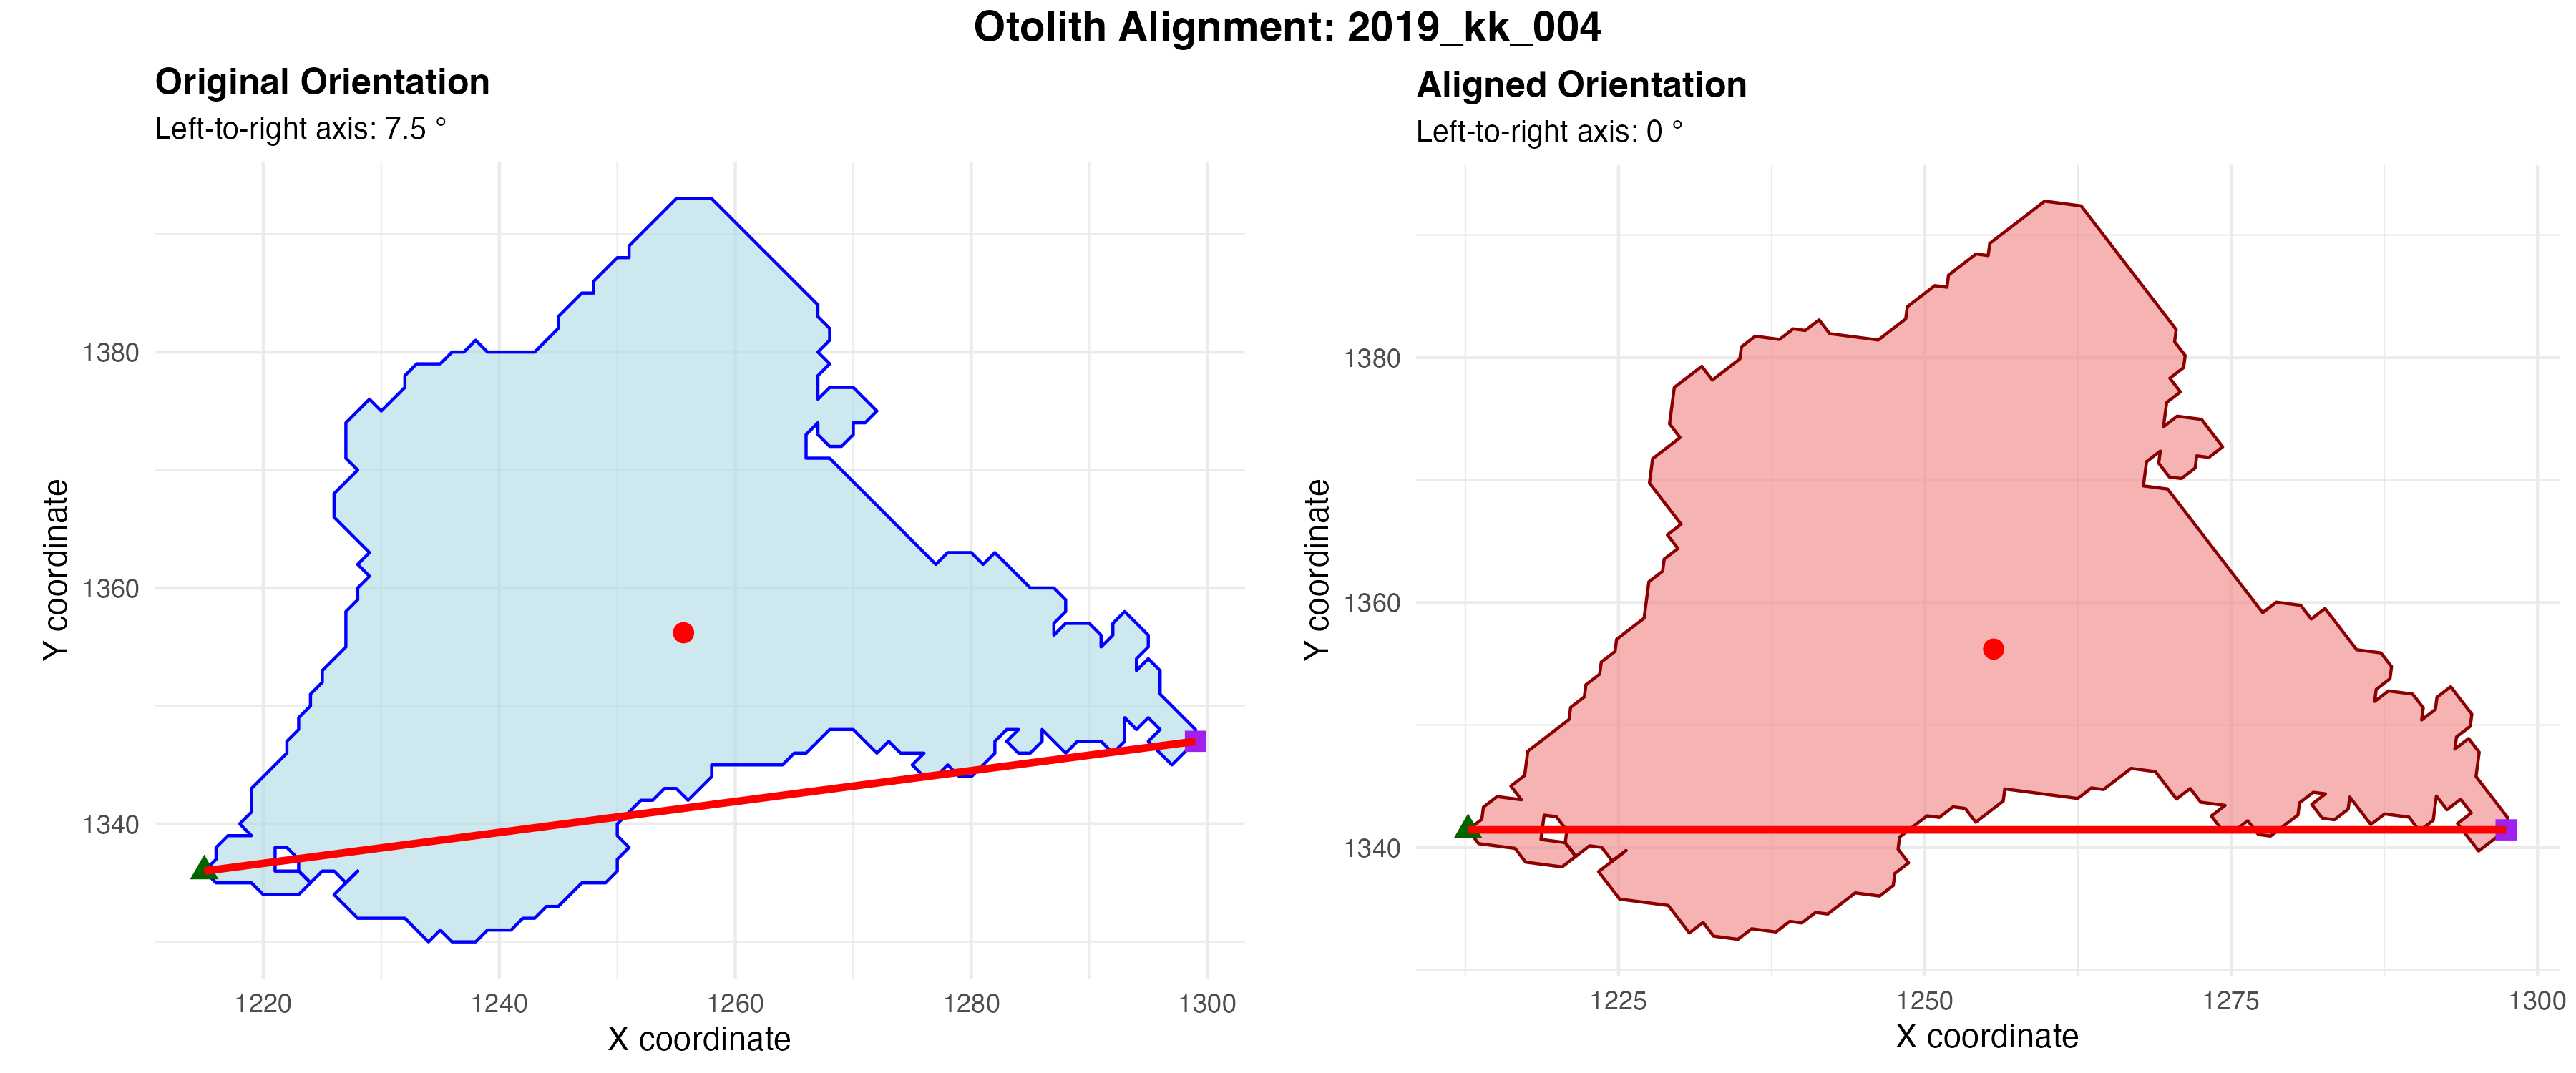 Otolith Alignment: 2019_kk_004
Original Orientation
Left-to-right axis: 7.5 °
Y coordinate
1380
1360
1340
1220 1240 1260 1280 1300
X coordinate
Aligned Orientation
Left-to-right axis: 0 °
Y coordinate
1380
1360
1340
1225 1250 1275 1300
X coordinate